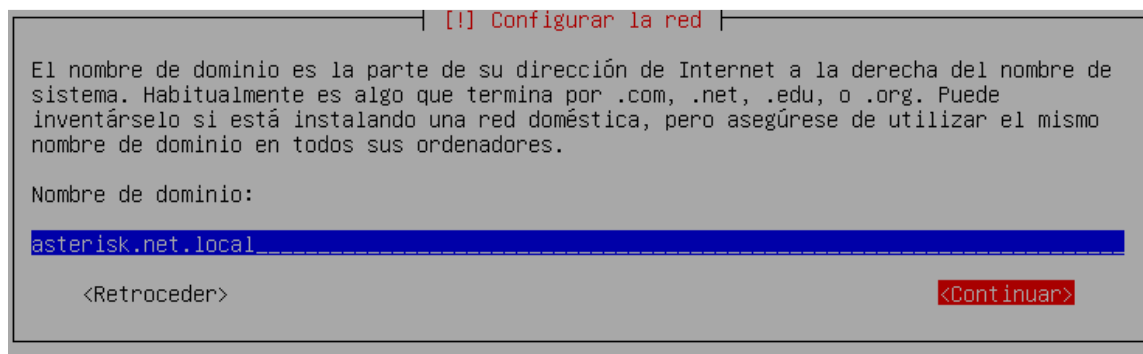 [!] Configurar la red
El nombre de dominio es la parte de su dirección de Internet a la derecha del nombre de
sistema. Habitualmente es algo que termina por .com, .net, .edu, o .org. Puede
inventárselo si está instalando una red doméstica, pero asegúrese de utilizar el mismo
nombre de dominio en todos sus ordenadores.
Nombre de dominio:
asterisk.net.local
<Retroceder> <Continuar>